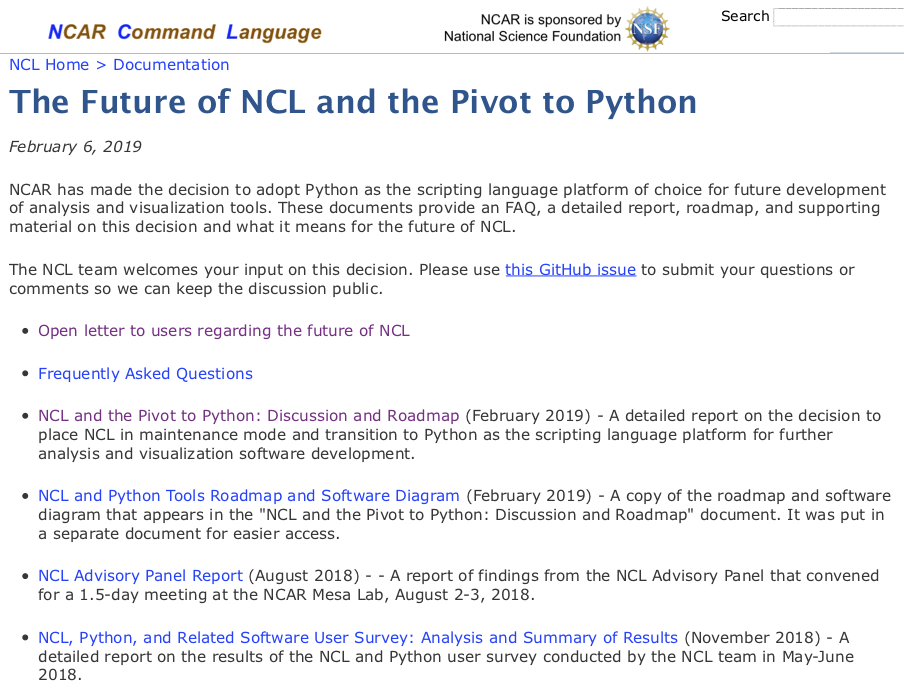 NCAR Command Language
NCAR is sponsored by
National Science Foundation
NSF
Search
NCL Home > Documentation
The Future of NCL and the Pivot to Python
February 6, 2019
NCAR has made the decision to adopt Python as the scripting language platform of choice for future development
of analysis and visualization tools. These documents provide an FAQ, a detailed report, roadmap, and supporting
material on this decision and what it means for the future of NCL.
The NCL team welcomes your input on this decision. Please use this GitHub issue to submit your questions or
comments so we can keep the discussion public.
• Open letter to users regarding the future of NCL
• Frequently Asked Questions
• NCL and the Pivot to Python: Discussion and Roadmap (February 2019) - A detailed report on the decision to
place NCL in maintenance mode and transition to Python as the scripting language platform for further
analysis and visualization software development.
• NCL and Python Tools Roadmap and Software Diagram (February 2019) - A copy of the roadmap and software
diagram that appears in the "NCL and the Pivot to Python: Discussion and Roadmap" document. It was put in
a separate document for easier access.
• NCL Advisory Panel Report (August 2018) - - A report of findings from the NCL Advisory Panel that convened
for a 1.5-day meeting at the NCAR Mesa Lab, August 2-3, 2018.
• NCL, Python, and Related Software User Survey: Analysis and Summary of Results (November 2018) - A
detailed report on the results of the NCL and Python user survey conducted by the NCL team in May-June
2018.